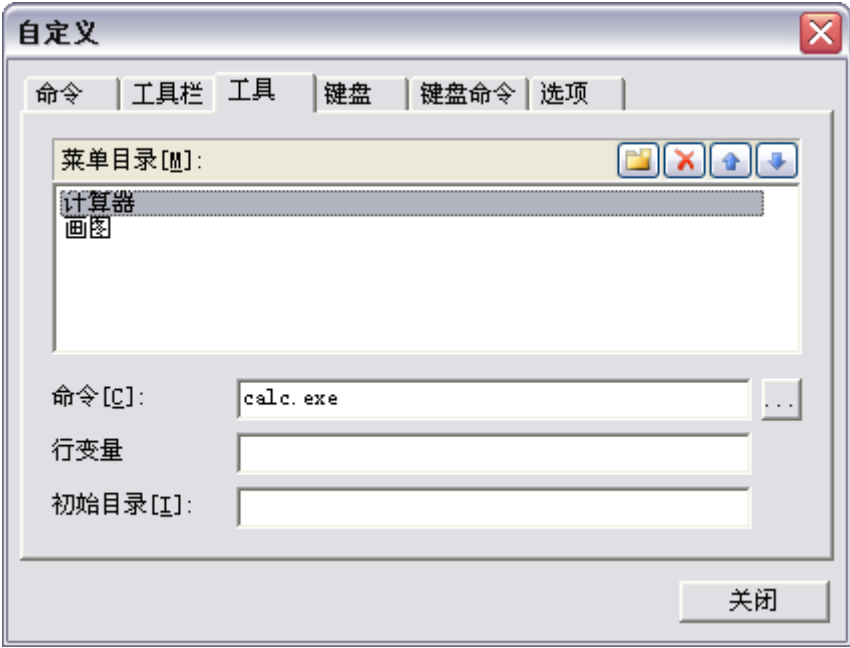 自定义
命令 工具栏 工具 键盘 键盘命令 选项
菜单目录[M]:
计算器
画图
命令[C]: calc.exe ...
行变量
初始目录[I]:
关闭